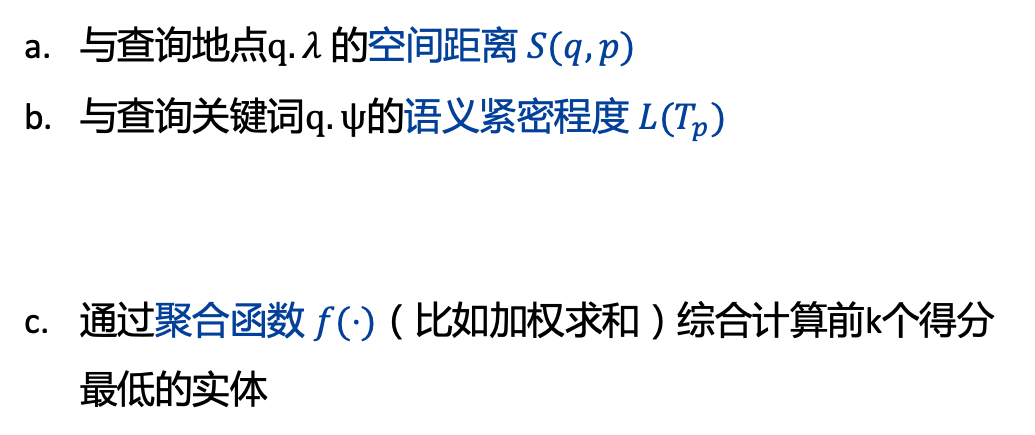 a. 与查询地点q.λ 的空间距离 S(q,p)
b. 与查询关键词q.ψ的语义紧密程度 L(Tₚ)
c. 通过聚合函数 f(·)（比如加权求和）综合计算前k个得分
最低的实体